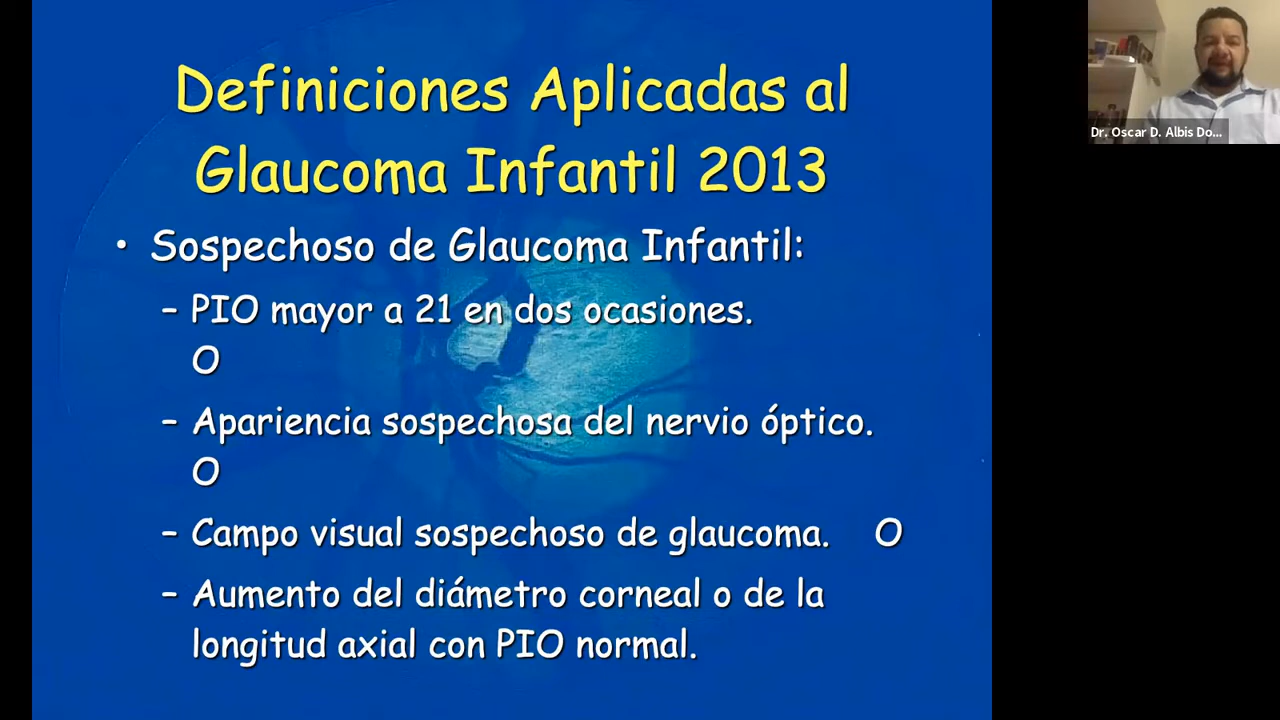 Definiciones Aplicadas al
Glaucoma Infantil 2013
• Sospechoso de Glaucoma Infantil:
– PIO mayor a 21 en dos ocasiones.
O
– Apariencia sospechosa del nervio óptico.
O
– Campo visual sospechoso de glaucoma. O
– Aumento del diámetro corneal o de la
longitud axial con PIO normal.
Dr. Oscar D. Albis Do...